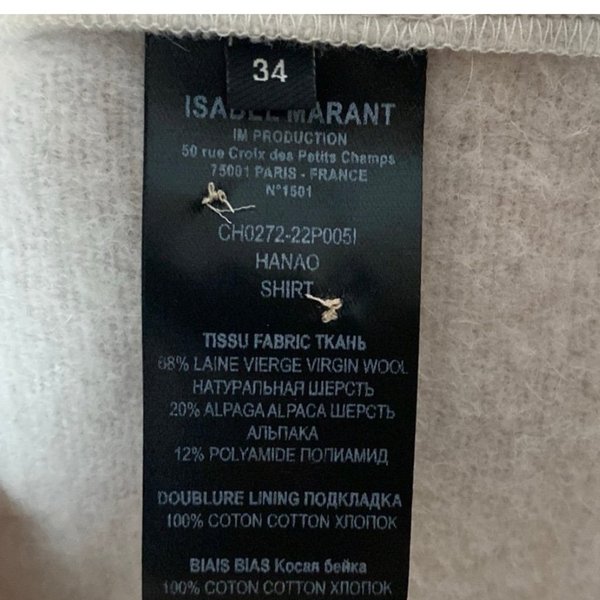 34
ISABEL MARANT
IM PRODUCTION
50 rue Croix des Petits Champs
75001 PARIS - FRANCE
N°1501
CH0272-22P005I
HANAO
SHIRT
TISSU FABRIC ТКАНЬ
68% LAINE VIERGE VIRGIN WOOL
НАТУРАЛЬНАЯ ШЕРСТЬ
20% ALPAGA ALPACA ШЕРСТЬ
АЛЬПАКА
12% POLYAMIDE ПОЛИАМИД
DOUBLURE LINING ПОДКЛАДКА
100% COTON COTTON ХЛОПОК
BIAIS BIAS Косая бейка
100% COTON COTTON ХЛОПОК